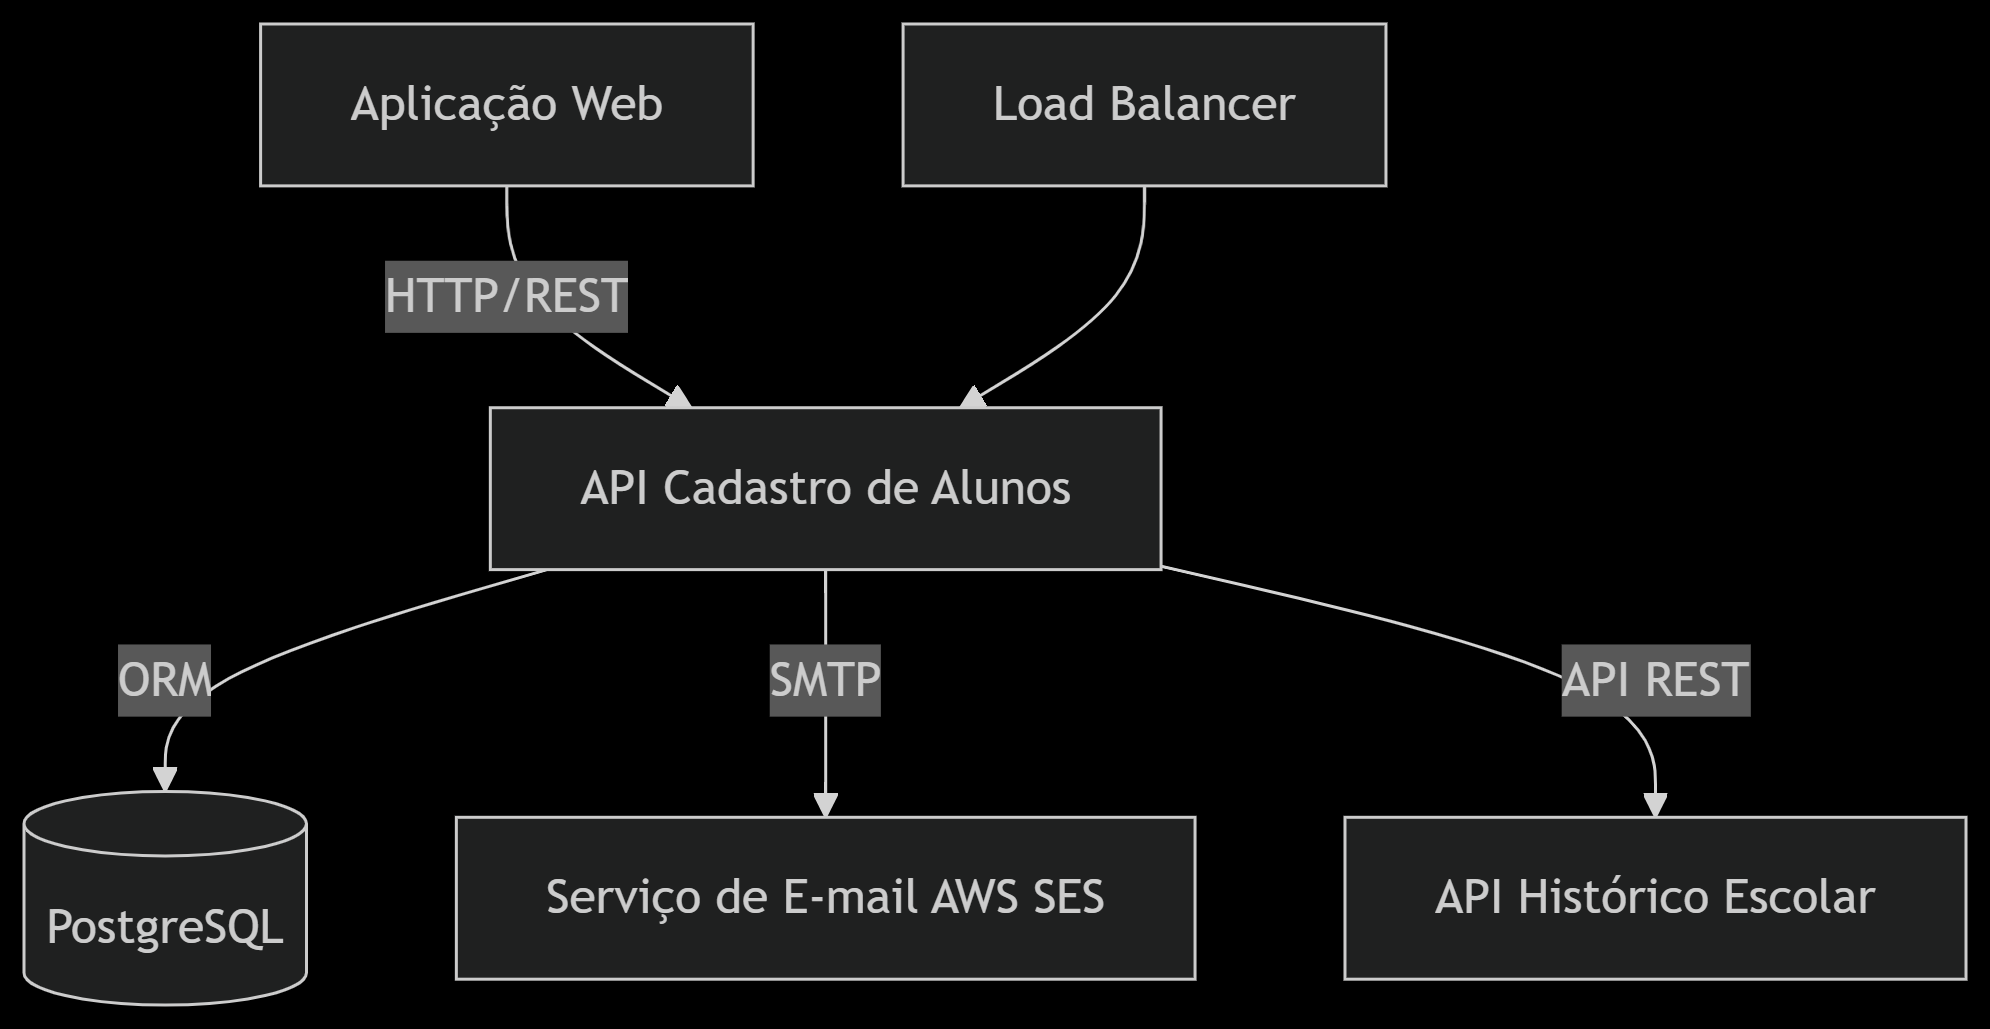 Aplicação Web
Load Balancer
HTTP/REST
API Cadastro de Alunos
ORM
SMTP
API REST
PostgreSQL
Serviço de E-mail AWS SES
API Histórico Escolar